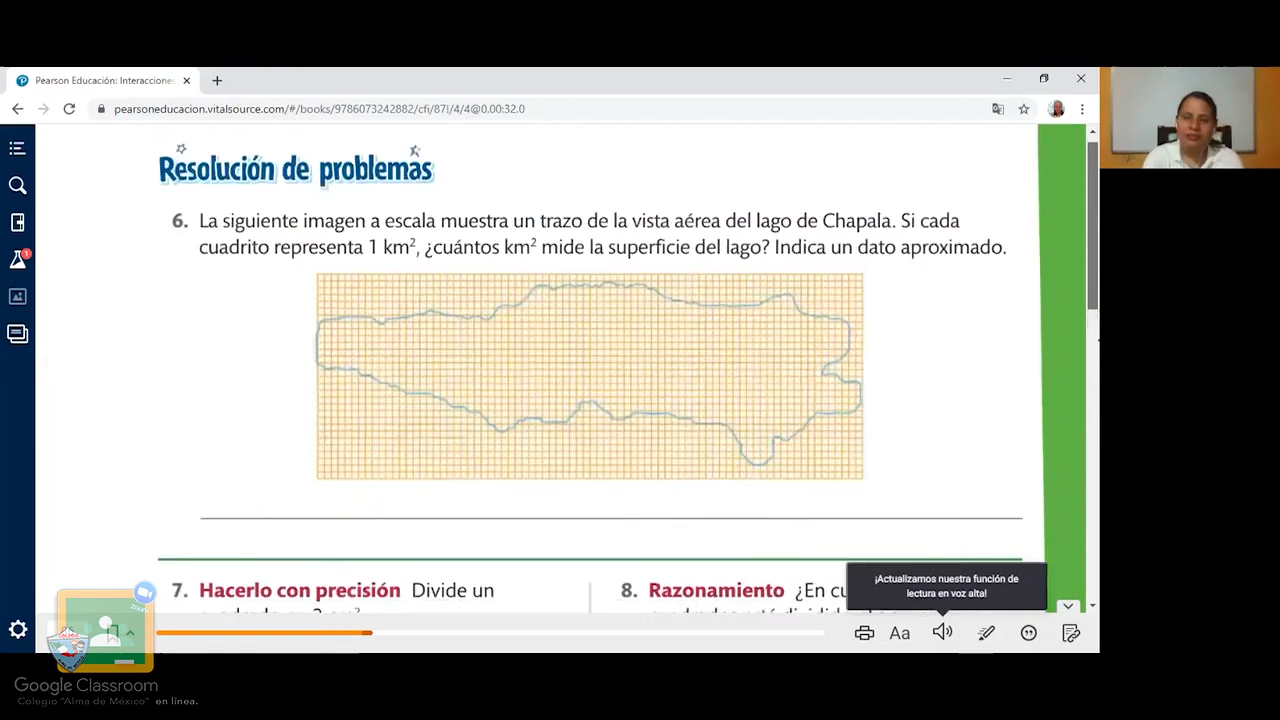 Pearson Educación: Interaccione
pearsoneducacion.vitalsource.com/#/books/9786073242882/cfi/87!/4/4@0.00:32.0
1
Resolución de problemas
6. La siguiente imagen a escala muestra un trazo de la vista aérea del lago de Chapala. Si cada
cuadrito representa 1 km², ¿cuántos km² mide la superficie del lago? Indica un dato aproximado.
7. Hacerlo con precisión Divide un
8. Razonamiento ¿En cu
¡Actualizamos nuestra función de
lectura en voz alta!
Aa
zoom
Google Classroom
Colegio "Alma de México" en línea.